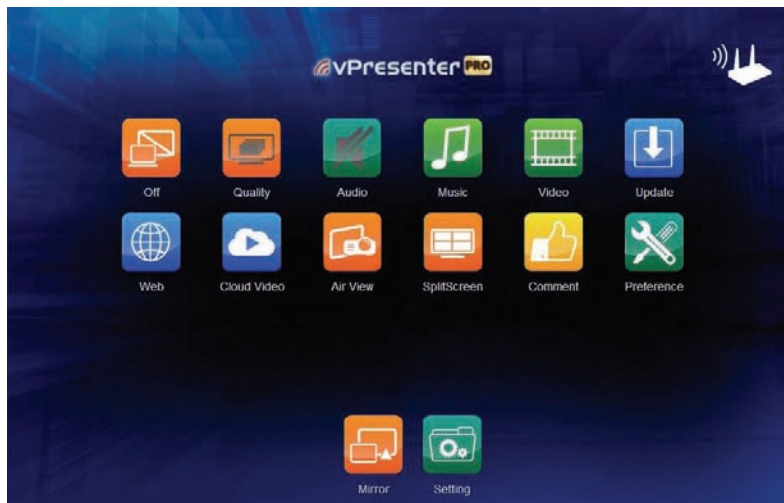 vPresenter PRO
Off Quality Audio Music Video Update
Web Cloud Video Air View SplitScreen Comment Preference
Mirror Setting